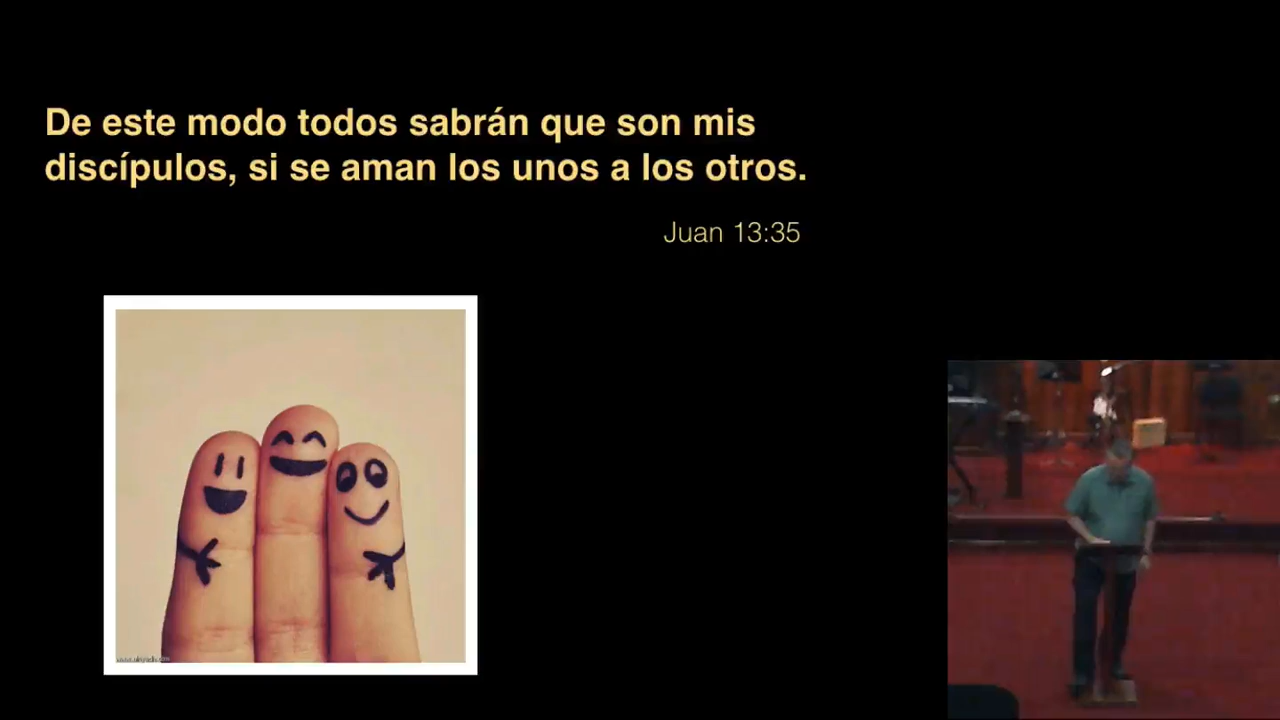 De este modo todos sabrán que son mis
discípulos, si se aman los unos a los otros.
Juan 13:35